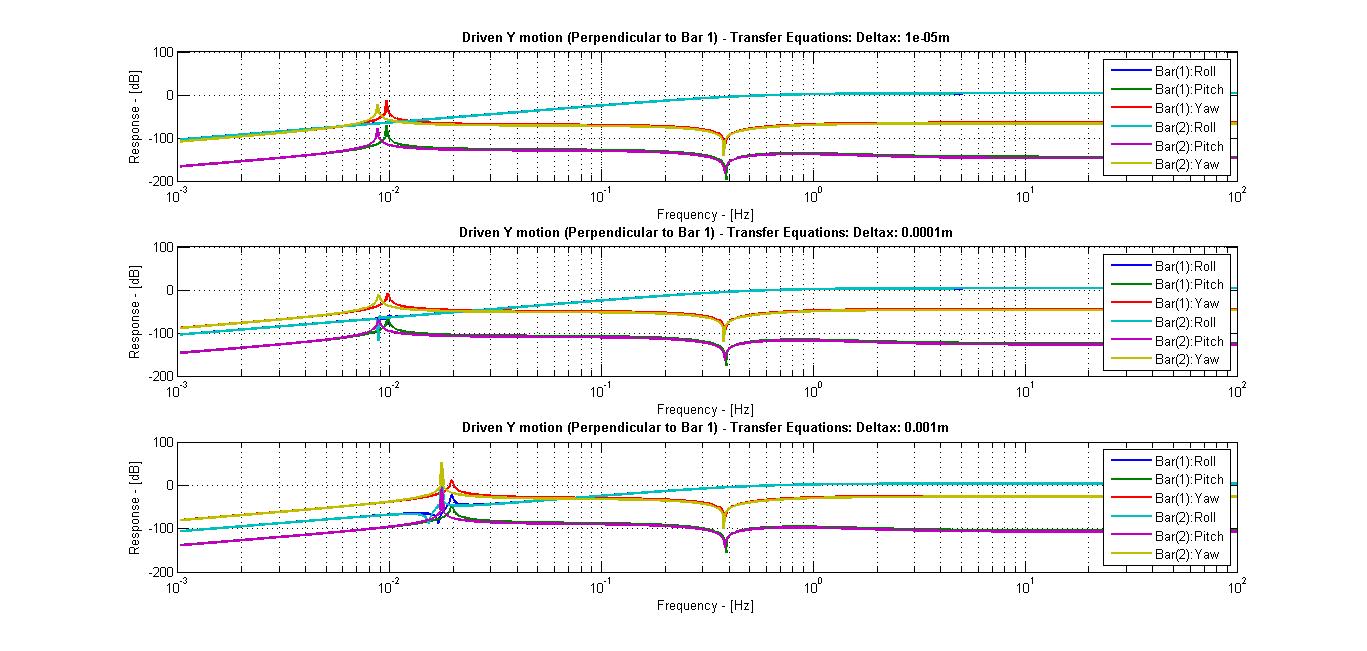 Driven Y motion (Perpendicular to Bar 1) - Transfer Equations: Deltax: 1e-05m
100
0
-100
-200
Response - [dB]
Bar(1):Roll
Bar(1):Pitch
Bar(1):Yaw
Bar(2):Roll
Bar(2):Pitch
Bar(2):Yaw
10^-3 10^-2 10^-1 10^0 10^1 10^2
Frequency - [Hz]
Driven Y motion (Perpendicular to Bar 1) - Transfer Equations: Deltax: 0.0001m
100
0
-100
-200
Response - [dB]
Bar(1):Roll
Bar(1):Pitch
Bar(1):Yaw
Bar(2):Roll
Bar(2):Pitch
Bar(2):Yaw
10^-3 10^-2 10^-1 10^0 10^1 10^2
Frequency - [Hz]
Driven Y motion (Perpendicular to Bar 1) - Transfer Equations: Deltax: 0.001m
100
0
-100
-200
Response - [dB]
Bar(1):Roll
Bar(1):Pitch
Bar(1):Yaw
Bar(2):Roll
Bar(2):Pitch
Bar(2):Yaw
10^-3 10^-2 10^-1 10^0 10^1 10^2
Frequency - [Hz]